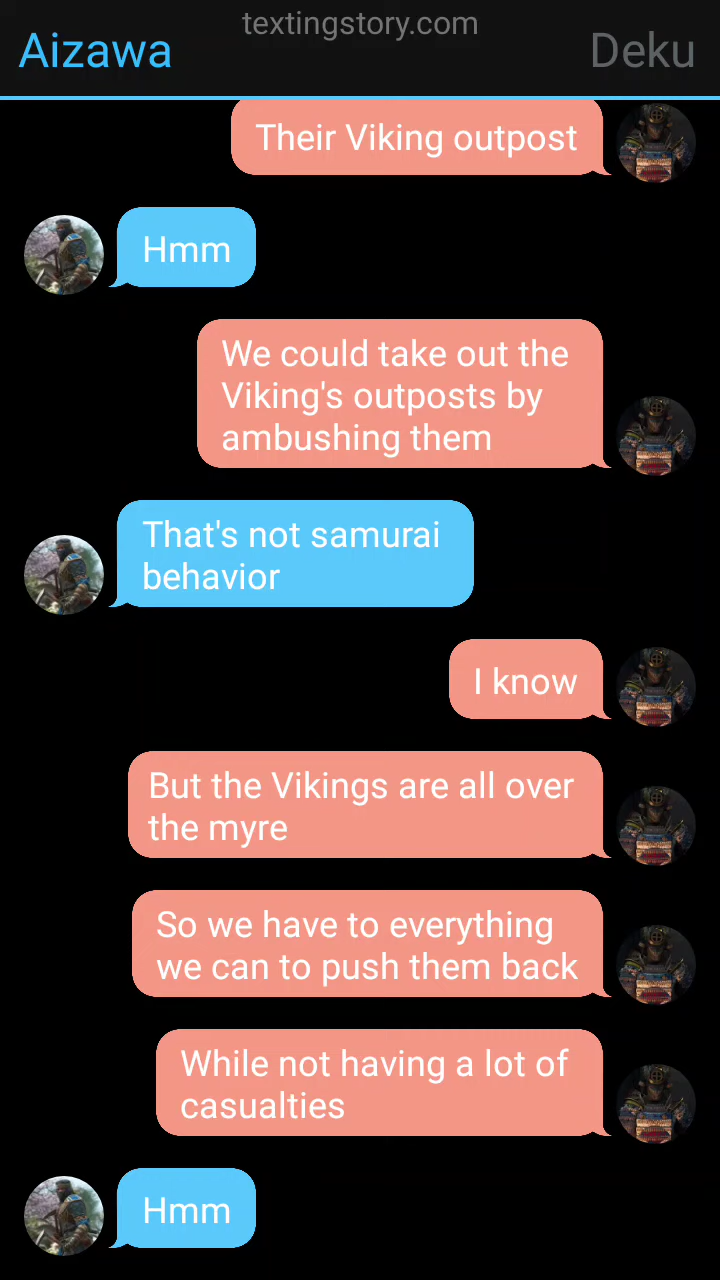 textingstory.com
Aizawa
Deku
Their Viking outpost
Hmm
We could take out the
Viking's outposts by
ambushing them
That's not samurai
behavior
I know
But the Vikings are all over
the myre
So we have to everything
we can to push them back
While not having a lot of
casualties
Hmm